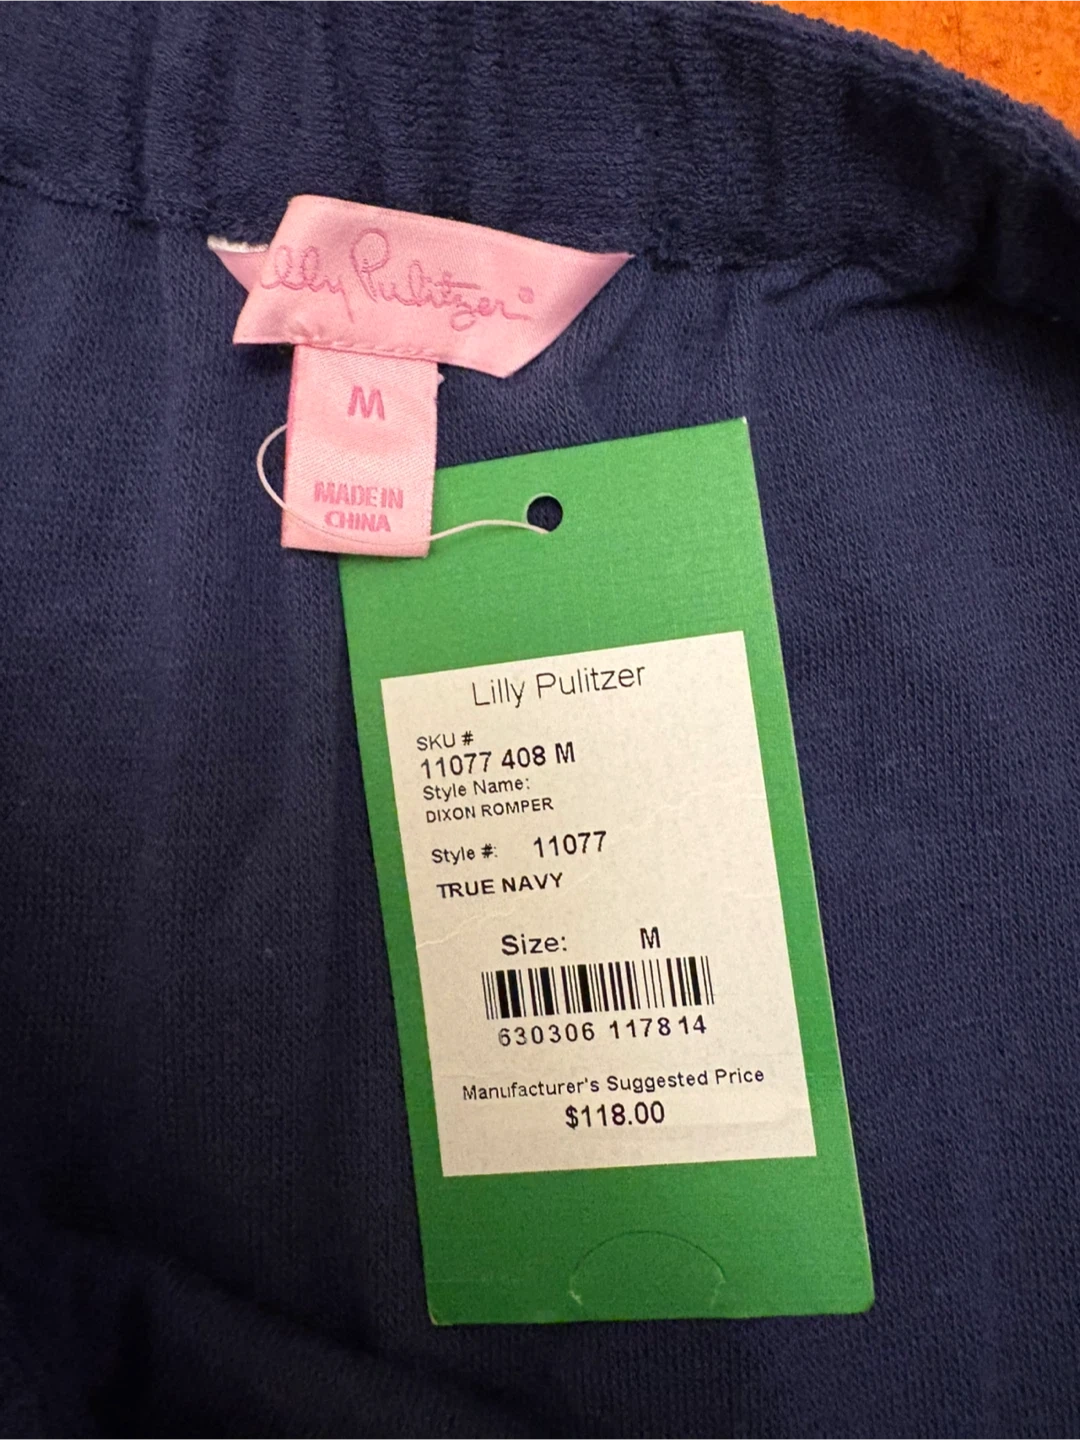 Lilly Pulitzer®
M
MADE IN
CHINA
Lilly Pulitzer
SKU #
11077 408 M
Style Name:
DIXON ROMPER
Style #: 11077
TRUE NAVY
Size: M
630306 117814
Manufacturer's Suggested Price
$118.00